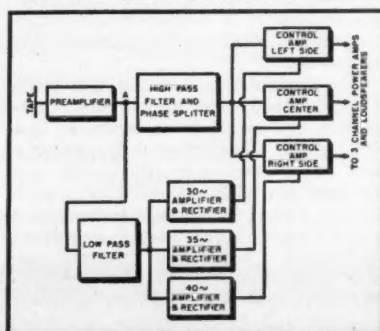 TAPE
PREAMPLIFIER
A
HIGH PASS
FILTER AND
PHASE SPLITTER
CONTROL
AMP
LEFT SIDE
CONTROL
AMP
CENTER
CONTROL
AMP
RIGHT SIDE
TO 3 CHANNEL POWER AMPS
AND LOUDSPEAKERS
LOW PASS
FILTER
30~
AMPLIFIER
& RECTIFIER
35~
AMPLIFIER
& RECTIFIER
40~
AMPLIFIER
& RECTIFIER